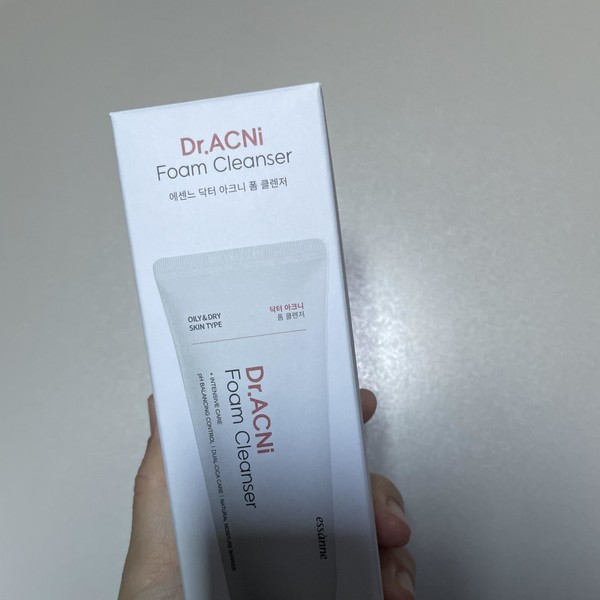 Dr.ACNi
Foam Cleanser
에센느 닥터 아크니 폼 클렌저
OILY&DRY
SKIN TYPE
닥터 아크니
폼 클렌저
Dr.ACNi
Foam Cleanser
+ INTENSIVE CARE
pH BALANCING CONTROL | DUAL-CICA CARE | NATURAL MOISTURE BARRIER
essánne